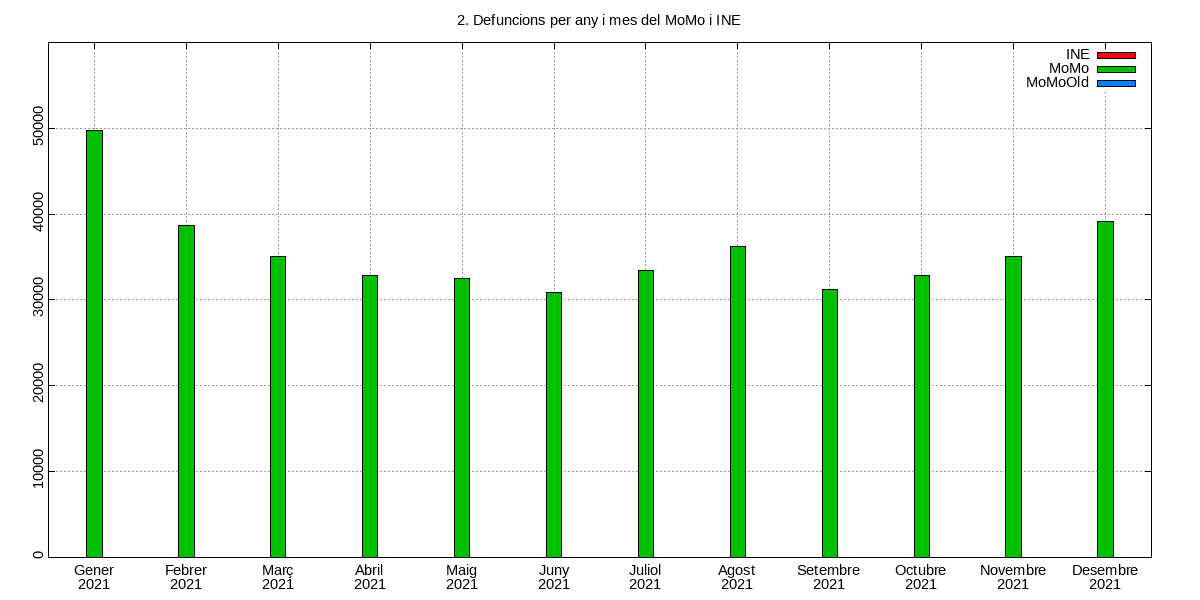 2. Defuncions per any i mes del MoMo i INE
INE
MoMo
MoMoOld
50000
40000
30000
20000
10000
0
Gener Febrer Març Abril Maig Juny Juliol Agost Setembre Octubre Novembre Desembre
2021 2021 2021 2021 2021 2021 2021 2021 2021 2021 2021 2021